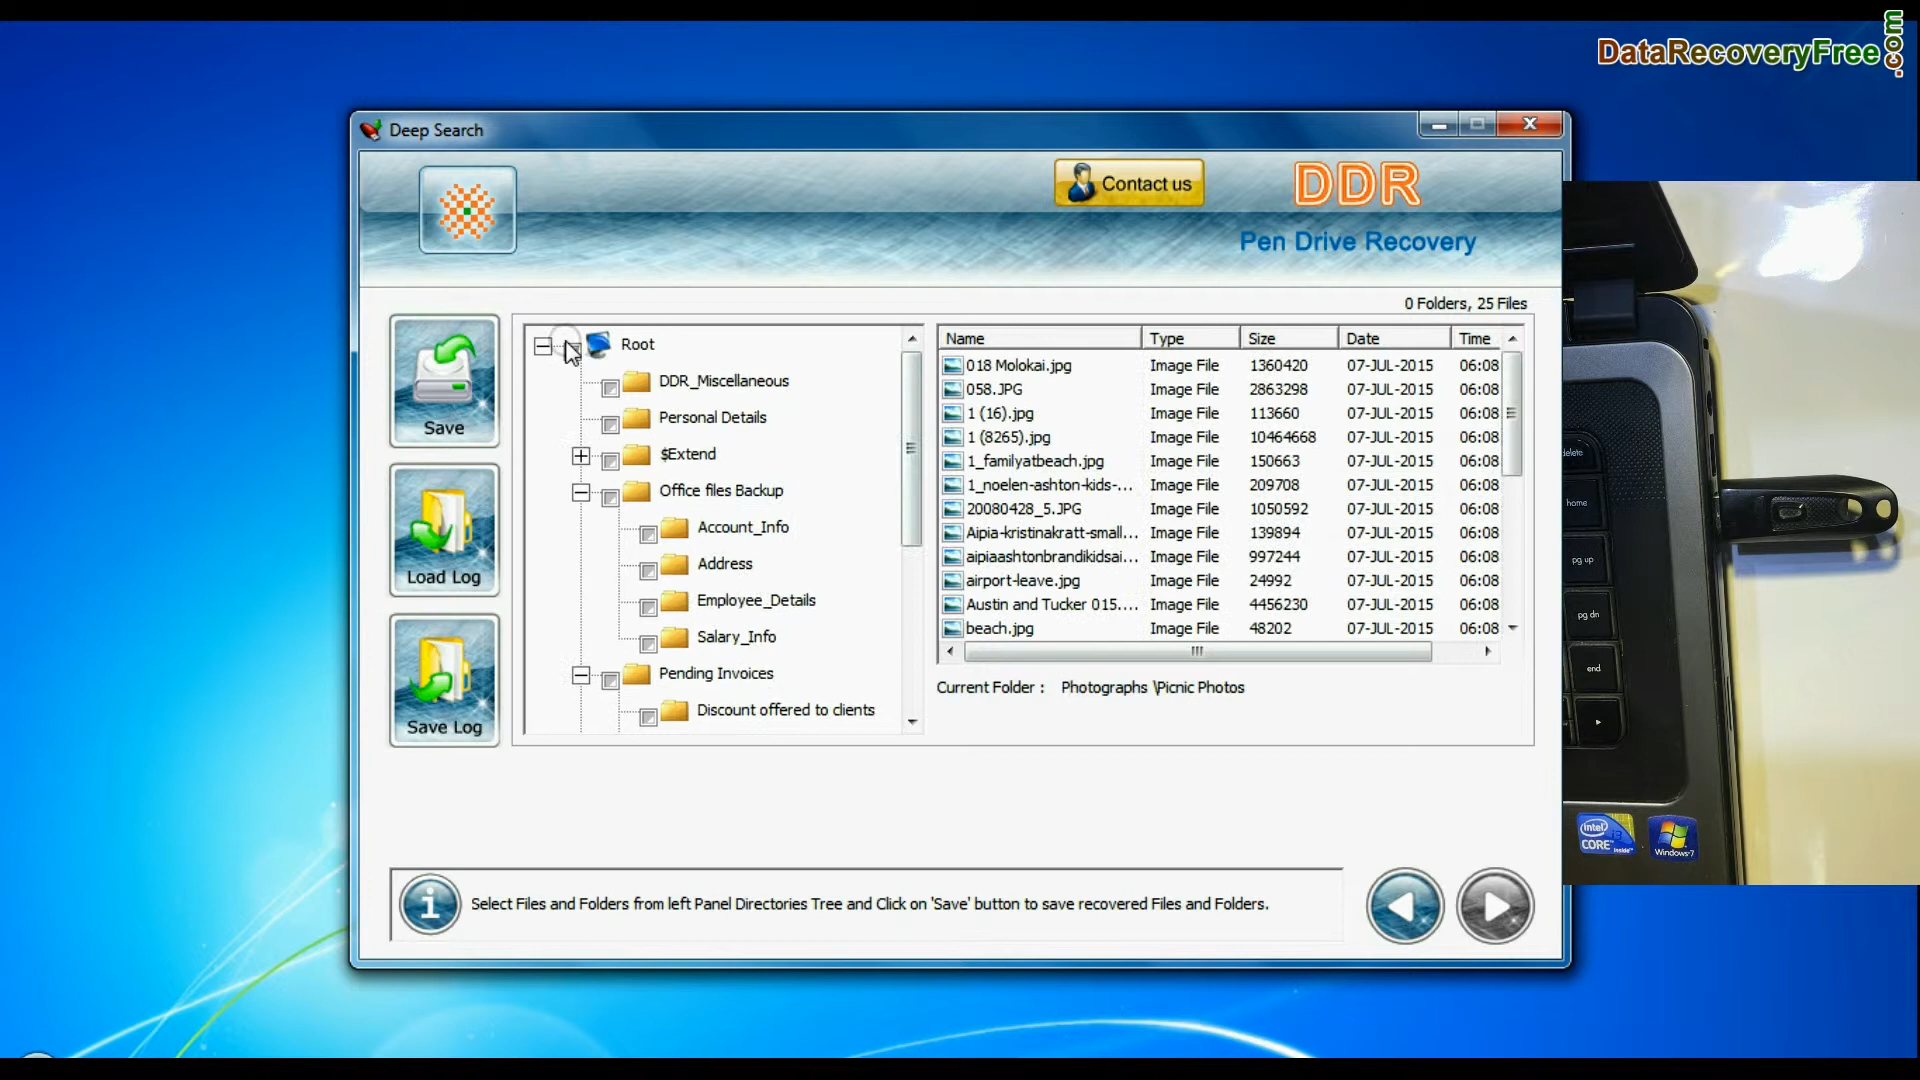 DataRecoveryFree.com
Deep Search
Contact us
DDR
Pen Drive Recovery
0 Folders, 25 Files
Save
Load Log
Save Log
Root
DDR_Miscellaneous
Personal Details
$Extend
Office files Backup
Account_Info
Address
Employee_Details
Salary_Info
Pending Invoices
Discount offered to clients
Name Type Size Date Time
018 Molokai.jpg Image File 1360420 07-JUL-2015 06:08
058.JPG Image File 2863298 07-JUL-2015 06:08
1 (16).jpg Image File 113660 07-JUL-2015 06:08
1 (8265).jpg Image File 10464668 07-JUL-2015 06:08
1_familyatbeach.jpg Image File 150663 07-JUL-2015 06:08
1_noelen-ashton-kids-... Image File 209708 07-JUL-2015 06:08
20080428_5.JPG Image File 1050592 07-JUL-2015 06:08
Aipia-kristinakratt-small... Image File 139894 07-JUL-2015 06:08
aipiaashtonbrandikidsai... Image File 997244 07-JUL-2015 06:08
airport-leave.jpg Image File 24992 07-JUL-2015 06:08
Austin and Tucker 015.... Image File 4456230 07-JUL-2015 06:08
beach.jpg Image File 48202 07-JUL-2015 06:08
Current Folder : Photographs \Picnic Photos
Select Files and Folders from left Panel Directories Tree and Click on 'Save' button to save recovered Files and Folders.
delete
home
pg up
pg dn
end
intel CORE i3 inside
Windows 7